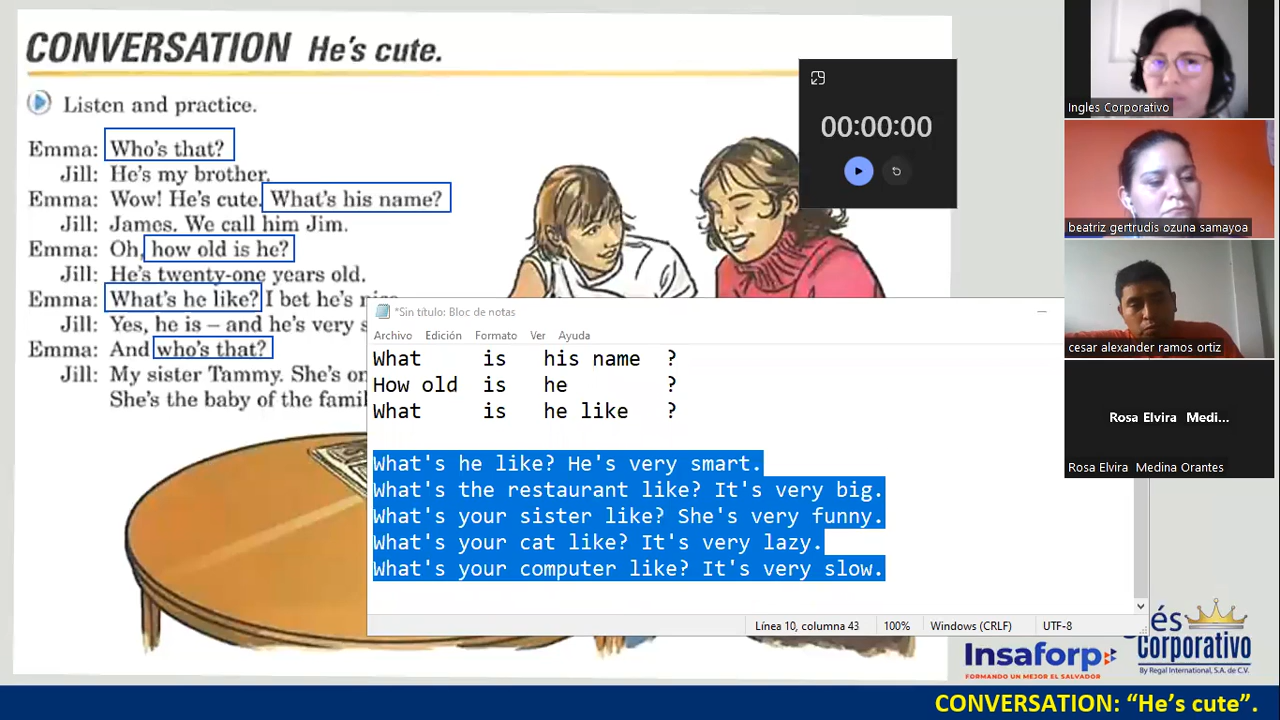 CONVERSATION He's cute.
Listen and practice.
Emma: Who's that?
Jill: He's my brother.
Emma: Wow! He's cute. What's his name?
Jill: James. We call him Jim.
Emma: Oh, how old is he?
Jill: He's twenty-one years old.
Emma: What's he like? I bet he's
Jill: Yes, he is – and he's very
Emma: And who's that?
Jill: My sister Tammy. She's
She's the baby of the
00:00:00
*Sin título: Bloc de notas
Archivo Edición Formato Ver Ayuda
What is his name ?
How old is he ?
What is he like ?
What's he like? He's very smart.
What's the restaurant like? It's very big.
What's your sister like? She's very funny.
What's your cat like? It's very lazy.
What's your computer like? It's very slow.
Línea 10, columna 43 100% Windows (CRLF) UTF-8
Ingles Corporativo
beatriz gertrudis ozuna samayoa
cesar alexander ramos ortiz
Rosa Elvira Medi...
Rosa Elvira Medina Orantes
Insaforp
FORMANDO UN MEJOR EL SALVADOR
Corporativo
By Regal International, S.A. de C.V.
CONVERSATION: “He’s cute”.